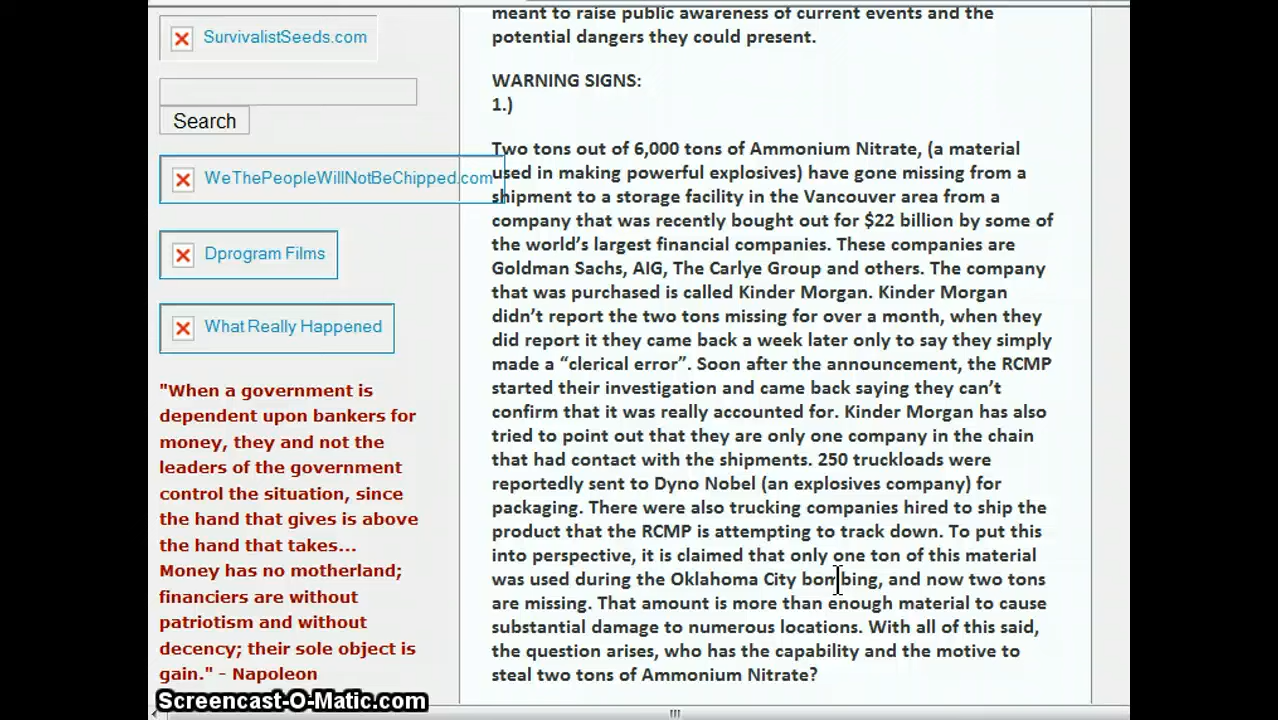 SurvivalistSeeds.com
Search
WeThePeopleWillNotBeChipped.com
Dprogram Films
What Really Happened
"When a government is
dependent upon bankers for
money, they and not the
leaders of the government
control the situation, since
the hand that gives is above
the hand that takes...
Money has no motherland;
financiers are without
patriotism and without
decency; their sole object is
gain." - Napoleon
meant to raise public awareness of current events and the
potential dangers they could present.
WARNING SIGNS:
1.)
Two tons out of 6,000 tons of Ammonium Nitrate, (a material
used in making powerful explosives) have gone missing from a
shipment to a storage facility in the Vancouver area from a
company that was recently bought out for $22 billion by some of
the world’s largest financial companies. These companies are
Goldman Sachs, AIG, The Carlye Group and others. The company
that was purchased is called Kinder Morgan. Kinder Morgan
didn’t report the two tons missing for over a month, when they
did report it they came back a week later only to say they simply
made a “clerical error”. Soon after the announcement, the RCMP
started their investigation and came back saying they can’t
confirm that it was really accounted for. Kinder Morgan has also
tried to point out that they are only one company in the chain
that had contact with the shipments. 250 truckloads were
reportedly sent to Dyno Nobel (an explosives company) for
packaging. There were also trucking companies hired to ship the
product that the RCMP is attempting to track down. To put this
into perspective, it is claimed that only one ton of this material
was used during the Oklahoma City bombing, and now two tons
are missing. That amount is more than enough material to cause
substantial damage to numerous locations. With all of this said,
the question arises, who has the capability and the motive to
steal two tons of Ammonium Nitrate?
Screencast-O-Matic.com